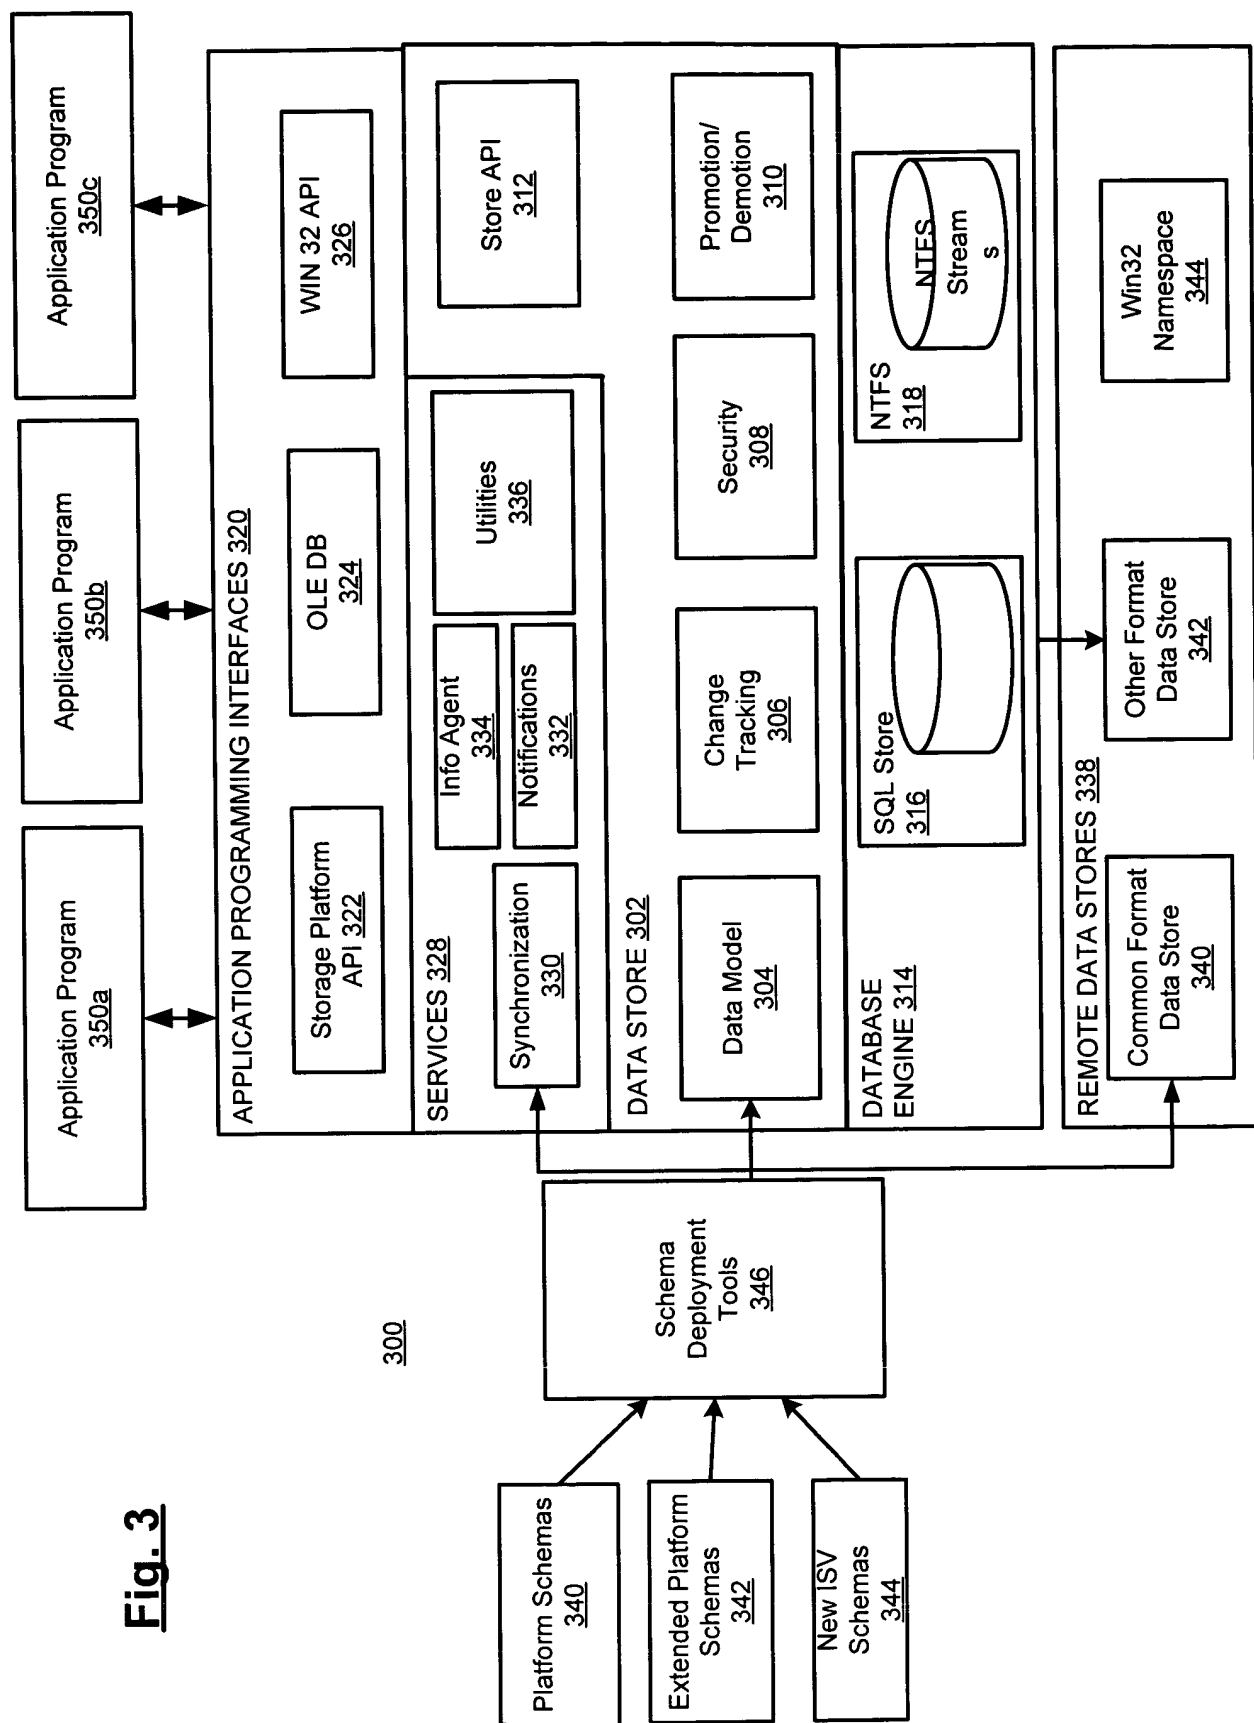 Fig. 3
300
Application Program
350a
Application Program
350b
Application Program
350c
APPLICATION PROGRAMMING INTERFACES 320
Storage Platform
API 322
OLE DB
324
WIN 32 API
326
SERVICES 328
Synchronization
330
Info Agent
334
Notifications
332
Utilities
336
Store API
312
DATA STORE 302
Data Model
304
Change
Tracking
306
Security
308
Promotion/
Demotion
310
DATABASE
ENGINE 314
SQL Store
316
NTFS
318
NTFS
Stream
s
REMOTE DATA STORES 338
Common Format
Data Store
340
Other Format
Data Store
342
Win32
Namespace
344
Schema
Deployment
Tools
346
Platform Schemas
340
Extended Platform
Schemas
342
New ISV
Schemas
344